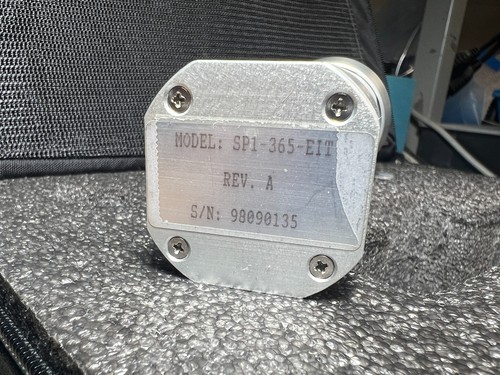 MODEL: SP1-365-EIT
REV. A
S/N: 98090135